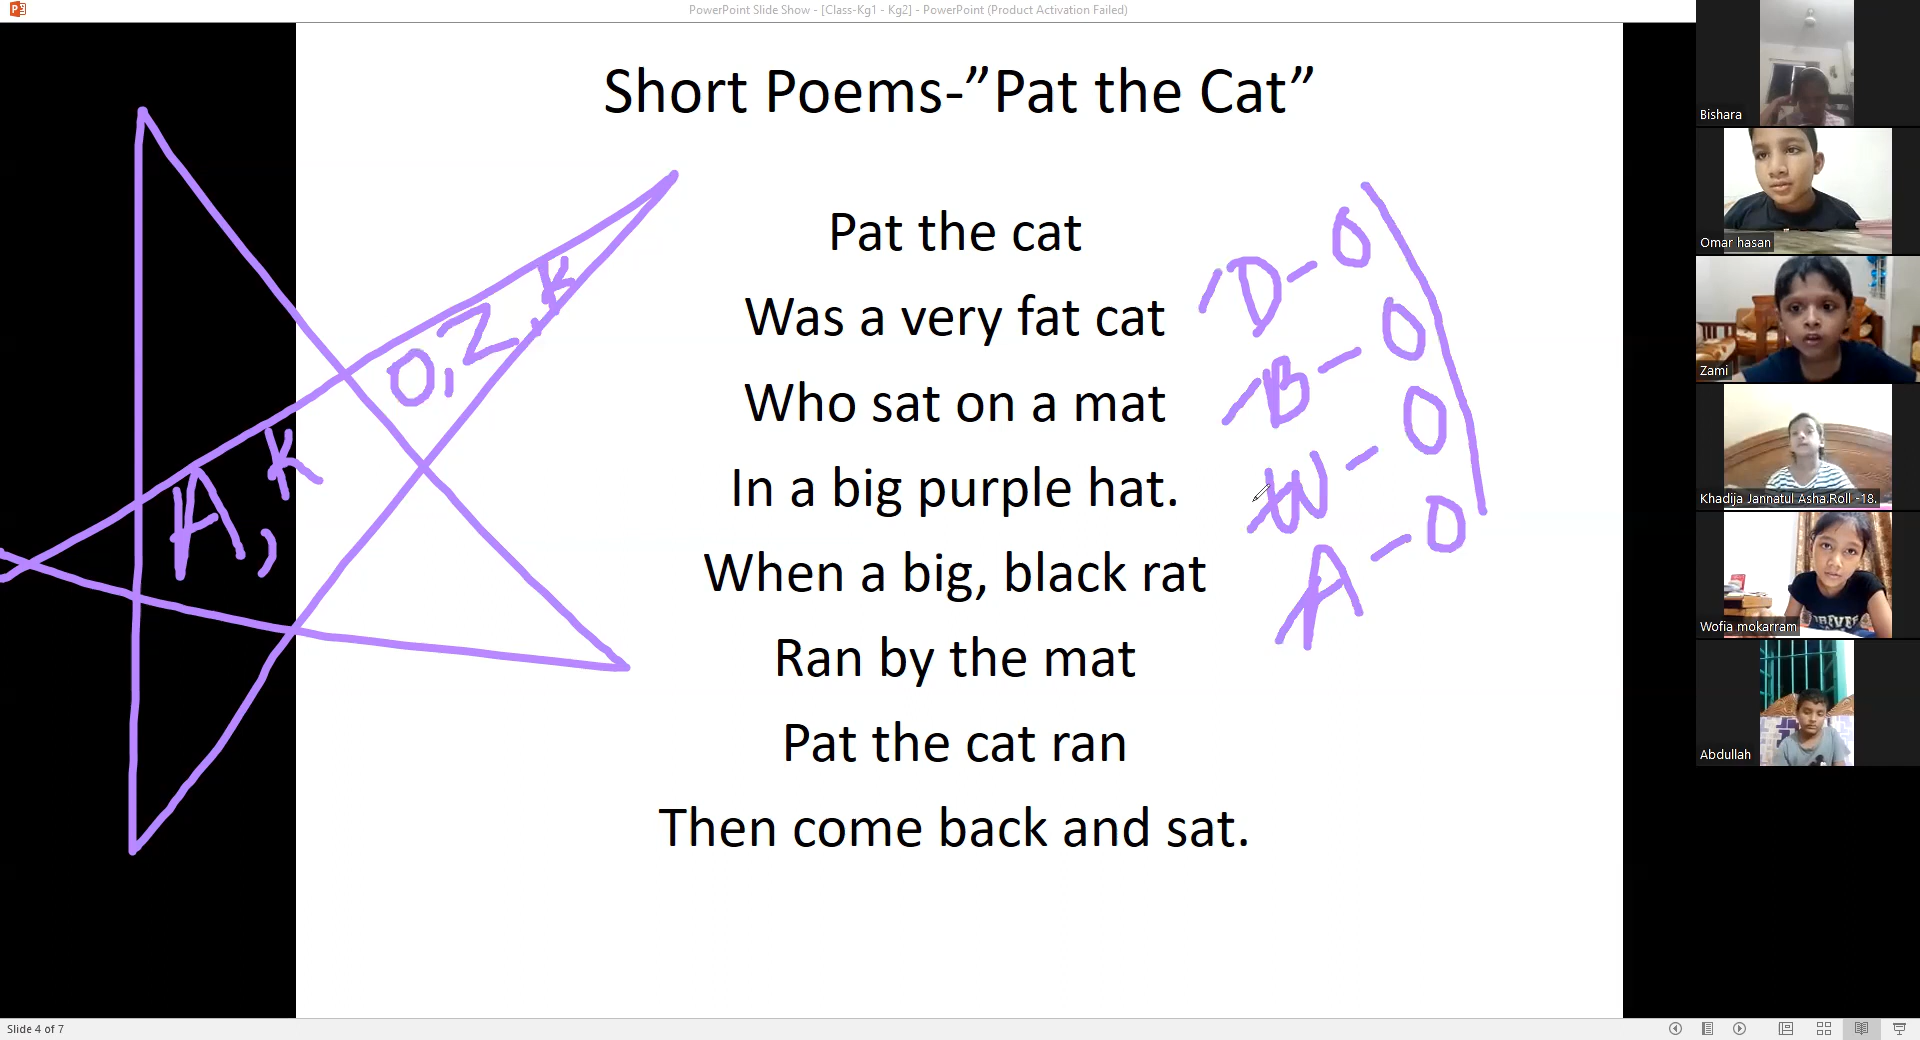 PowerPoint Slide Show - [Class-Kg1 - Kg2] - PowerPoint (Product Activation Failed)
Short Poems-”Pat the Cat”
Pat the cat
Was a very fat cat
Who sat on a mat
In a big purple hat.
When a big, black rat
Ran by the mat
Pat the cat ran
Then come back and sat.
O, Z, K
A, K
D-0
B-0
W-0
A-0
Bishara
Omar hasan
Zami
Khadija Jannatul Asha.Roll -18.
Wofia mokarram
Abdullah
Slide 4 of 7